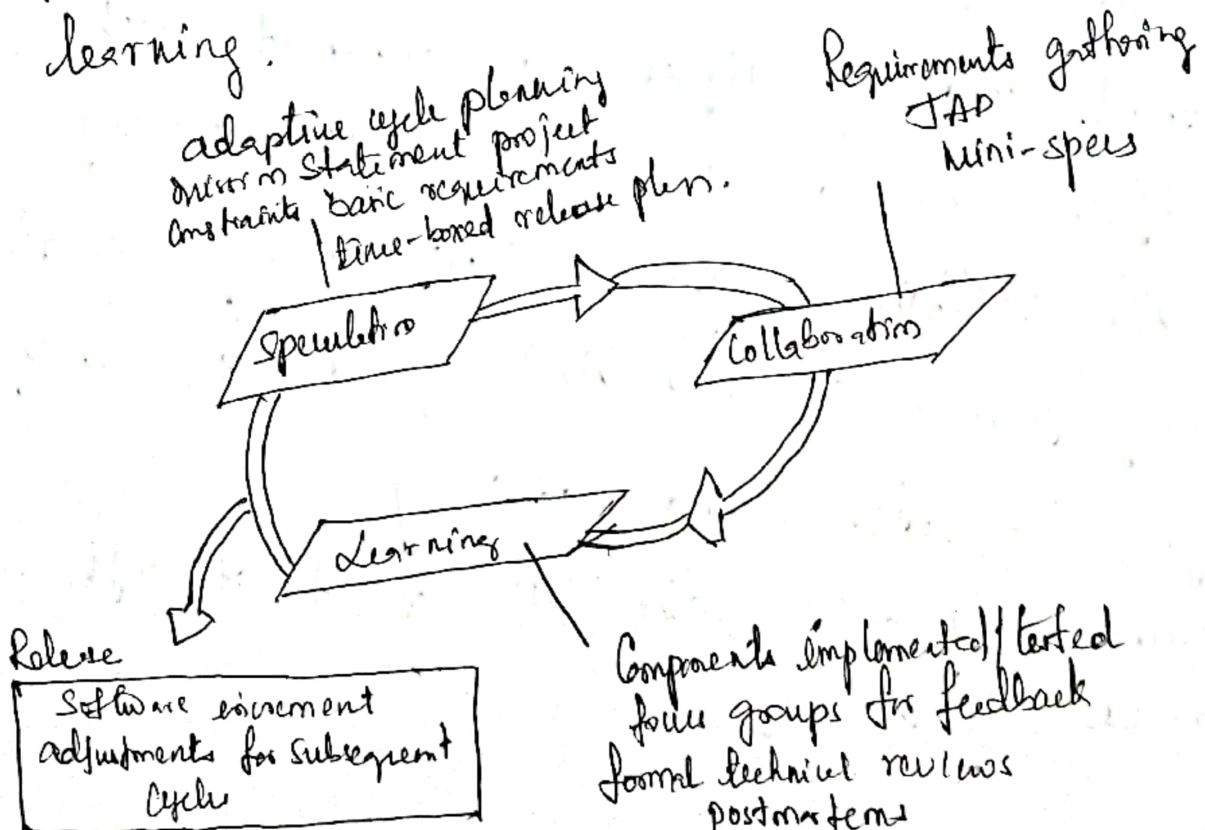 learning.
adaptive cycle planning
mission statement project
constraints basic requirements
time-boxed release plan.
Requirements gathering
JAD
mini-specs
Speculation
Collaboration
Learning
Release
Software increment
adjustments for subsequent
cycle
Components implemented/tested
focus groups for feedback
formal technical reviews
postmortems